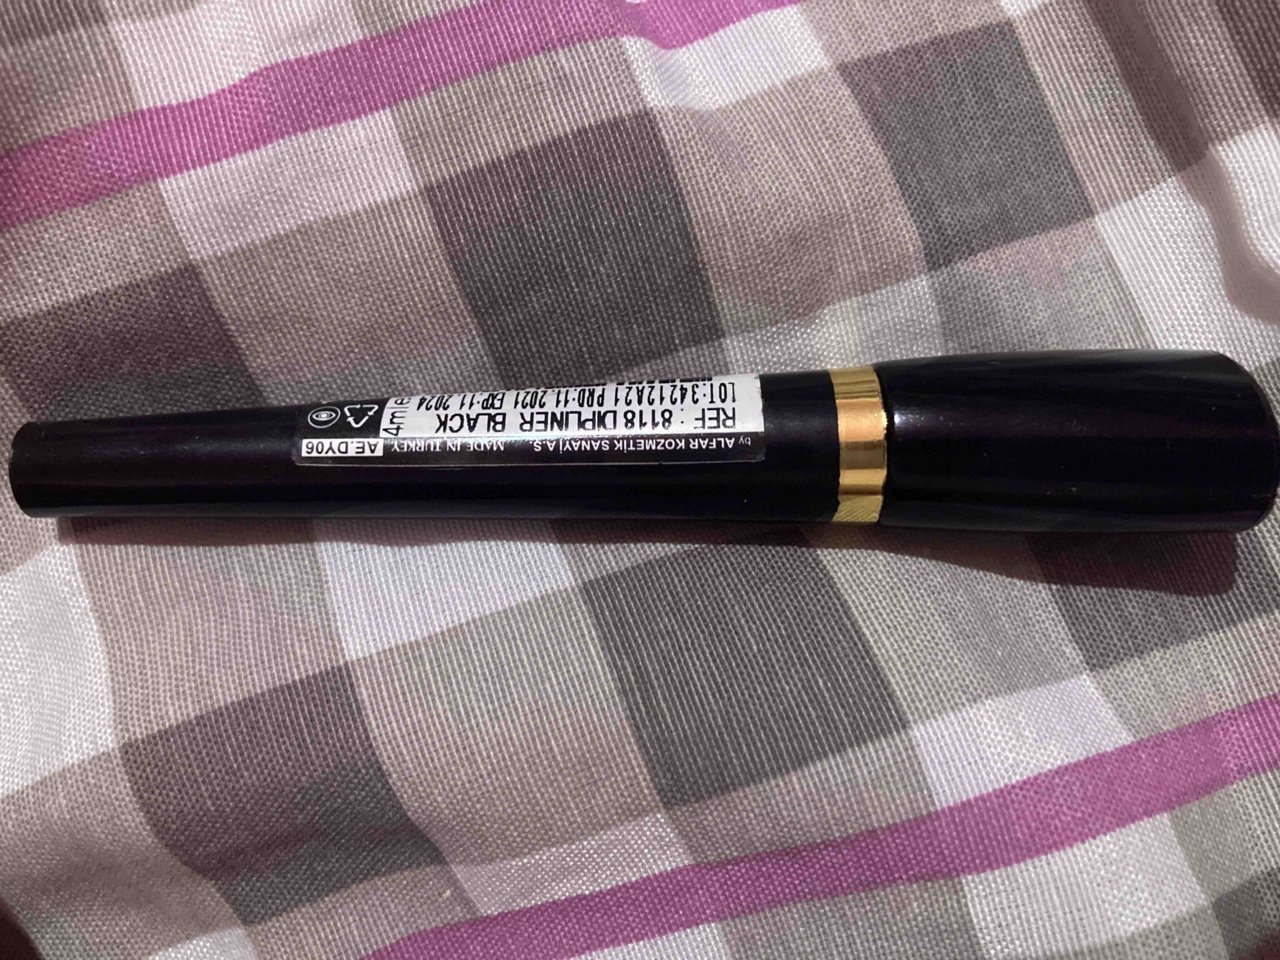 by ALFAR KOZMETİK SANAYİ A.Ş. MADE IN TURKEY.
AE.DY06
REF : 8118 DIPLINER BLACK
4ml e
LOT:34212A21 PRD:11.2021 EXP:11.2024